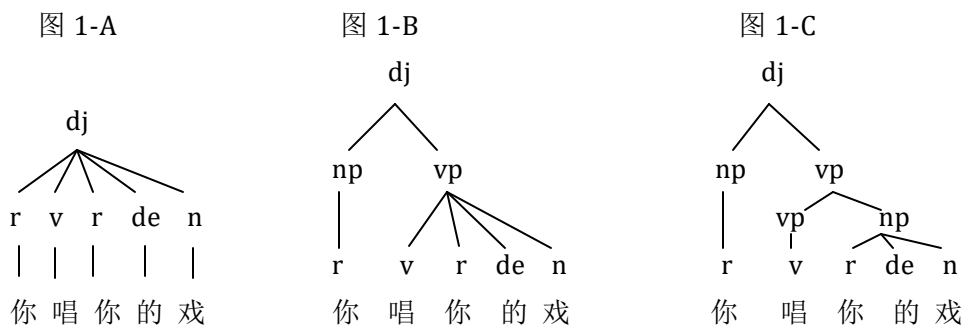 图 1-A 图 1-B 图 1-C
dj dj
dj
np vp np vp
r v r de n vp np
r v r de n r v r de n
你 唱 你 的 戏 你 唱 你 的 戏 你 唱 你 的 戏